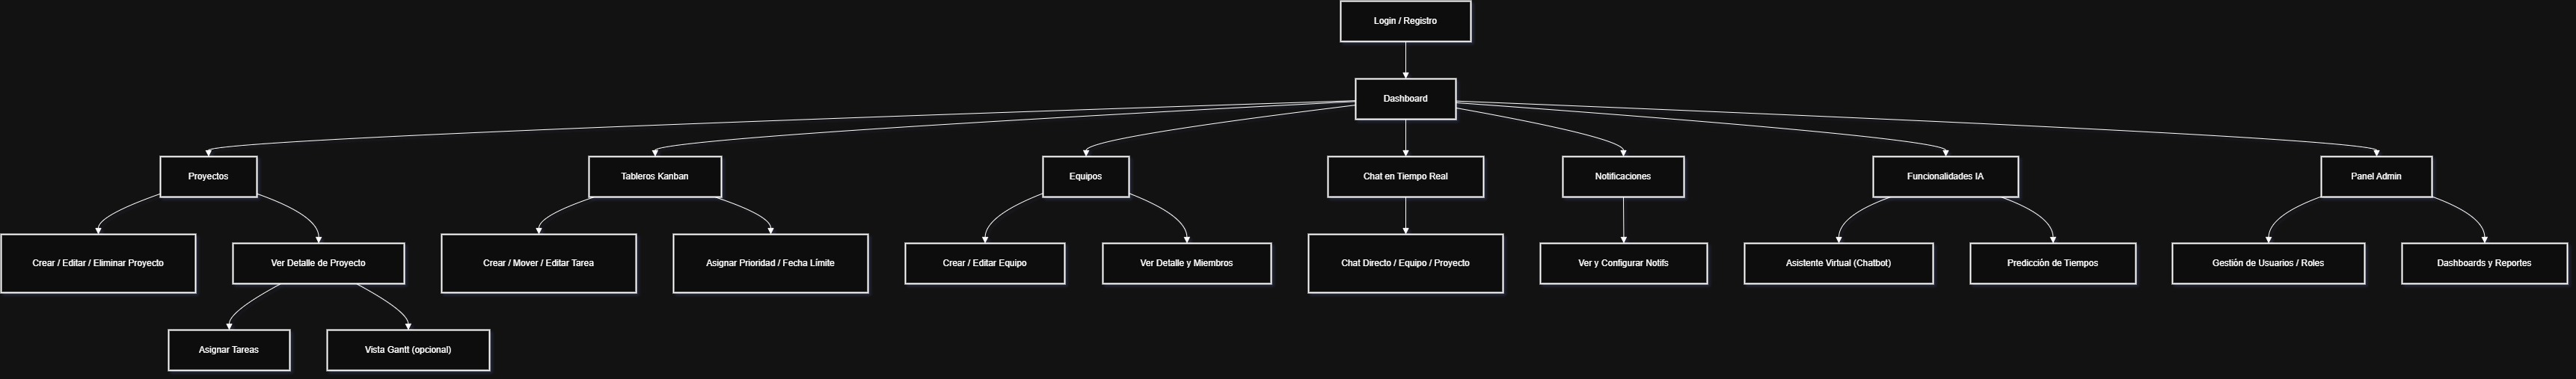 Login / Registro
Dashboard
Proyectos
Tableros Kanban
Equipos
Chat en Tiempo Real
Notificaciones
Funcionalidades IA
Panel Admin
Crear / Editar / Eliminar Proyecto
Ver Detalle de Proyecto
Crear / Mover / Editar Tarea
Asignar Prioridad / Fecha Límite
Crear / Editar Equipo
Ver Detalle y Miembros
Chat Directo / Equipo / Proyecto
Ver y Configurar Notifs
Asistente Virtual (Chatbot)
Predicción de Tiempos
Gestión de Usuarios / Roles
Dashboards y Reportes
Asignar Tareas
Vista Gantt (opcional)